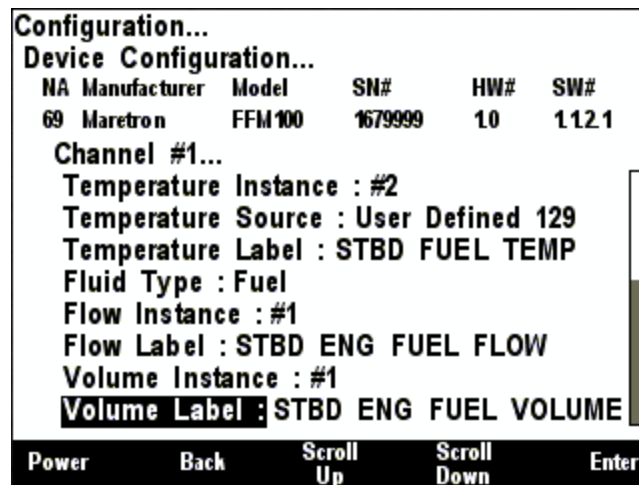 Configuration...
Device Configuration...
NA Manufacturer Model SN# HW# SW#
69 Maretron FFM100 1679999 1.0 1.1.2.1
Channel #1...
Temperature Instance : #2
Temperature Source : User Defined 129
Temperature Label : STBD FUEL TEMP
Fluid Type : Fuel
Flow Instance : #1
Flow Label : STBD ENG FUEL FLOW
Volume Instance : #1
Volume Label : STBD ENG FUEL VOLUME
Power Back Scroll Up Scroll Down Enter